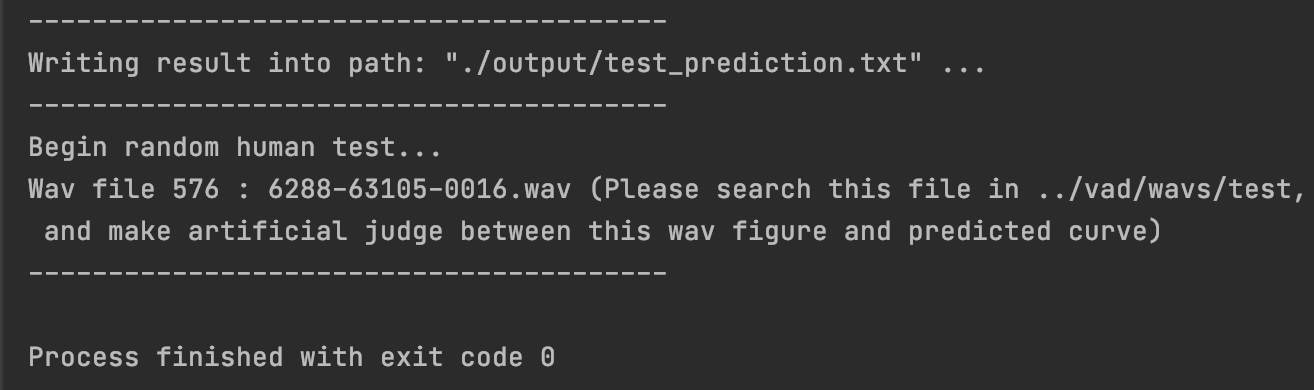 ----------------------------------------
Writing result into path: "./output/test_prediction.txt" ...
----------------------------------------
Begin random human test...
Wav file 576 : 6288-63105-0016.wav (Please search this file in ../vad/wavs/test,
 and make artificial judge between this wav figure and predicted curve)
----------------------------------------
Process finished with exit code 0